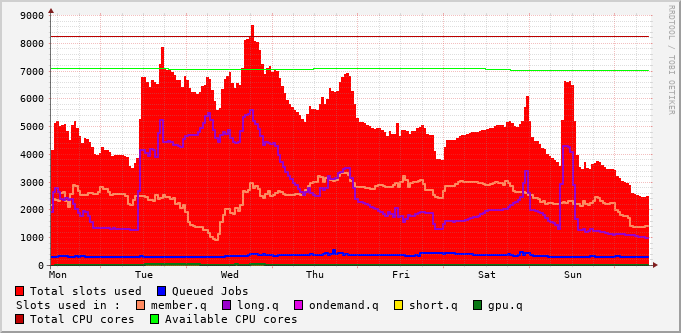 9000
8000
7000
6000
5000
4000
3000
2000
1000
0
Mon Tue Wed Thu Fri Sat Sun
RRDTOOL / TOBI OETIKER
Total slots used Queued Jobs
Slots used in : member.q long.q ondemand.q short.q gpu.q
Total CPU cores Available CPU cores